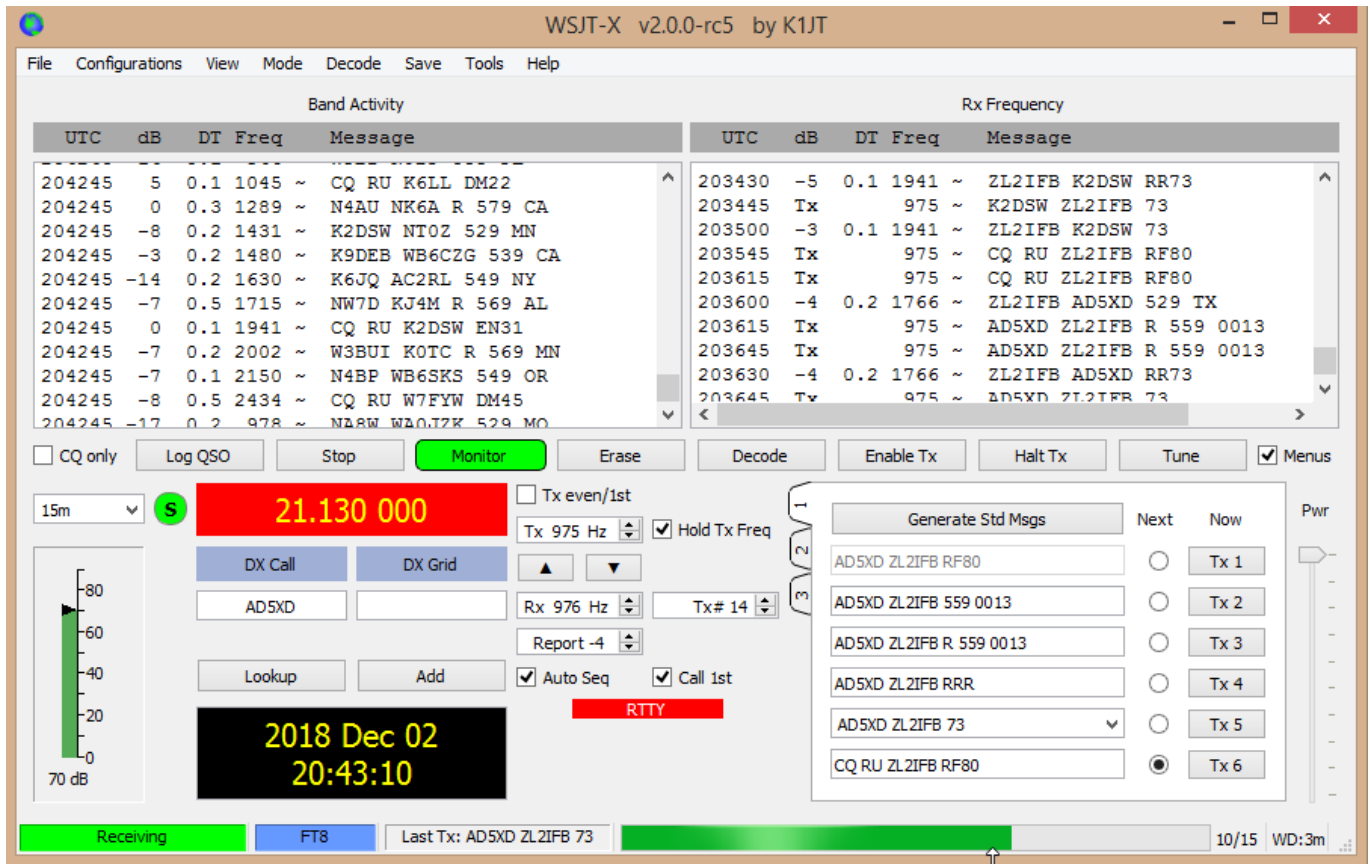 WSJT-X v2.0.0-rc5 by K1JT
File Configurations View Mode Decode Save Tools Help
Band Activity
UTC dB DT Freq Message
204245 5 0.1 1045 ~ CQ RU K6LL DM22
204245 0 0.3 1289 ~ N4AU NK6A R 579 CA
204245 -8 0.2 1431 ~ K2DSW NT0Z 529 MN
204245 -3 0.2 1480 ~ K9DEB WB6CZG 539 CA
204245 -14 0.2 1630 ~ K6JQ AC2RL 549 NY
204245 -7 0.5 1715 ~ NW7D KJ4M R 569 AL
204245 0 0.1 1941 ~ CQ RU K2DSW EN31
204245 -7 0.2 2002 ~ W3BUI K0TC R 569 MN
204245 -7 0.1 2150 ~ N4BP WB6SKS 549 OR
204245 -8 0.5 2434 ~ CQ RU W7FYW DM45
204245 -17 0.2 978 ~ NA8W WA0JZK 529 MO
Rx Frequency
UTC dB DT Freq Message
203430 -5 0.1 1941 ~ ZL2IFB K2DSW RR73
203445 Tx 975 ~ K2DSW ZL2IFB 73
203500 -3 0.1 1941 ~ ZL2IFB K2DSW 73
203545 Tx 975 ~ CQ RU ZL2IFB RF80
203615 Tx 975 ~ CQ RU ZL2IFB RF80
203600 -4 0.2 1766 ~ ZL2IFB AD5XD 529 TX
203615 Tx 975 ~ AD5XD ZL2IFB R 559 0013
203645 Tx 975 ~ AD5XD ZL2IFB R 559 0013
203630 -4 0.2 1766 ~ ZL2IFB AD5XD RR73
203645 Tx 975 ~ AD5XD ZL2IFB 73
CQ only Log QSO Stop Monitor Erase Decode Enable Tx Halt Tx Tune Menus
15m S 21.130 000
DX Call DX Grid
AD5XD
Lookup Add
2018 Dec 02
20:43:10
-80
-60
-40
-20
-0
70 dB
Tx even/1st
Tx 975 Hz Hold Tx Freq
▲ ▼
Rx 976 Hz Tx# 14
Report -4
Auto Seq Call 1st
RTTY
1
2
3
Generate Std Msgs Next Now Pwr
AD5XD ZL2IFB RF80 Tx 1
AD5XD ZL2IFB 559 0013 Tx 2
AD5XD ZL2IFB R 559 0013 Tx 3
AD5XD ZL2IFB RRR Tx 4
AD5XD ZL2IFB 73 Tx 5
CQ RU ZL2IFB RF80 Tx 6
Receiving FT8 Last Tx: AD5XD ZL2IFB 73 10/15 WD:3m